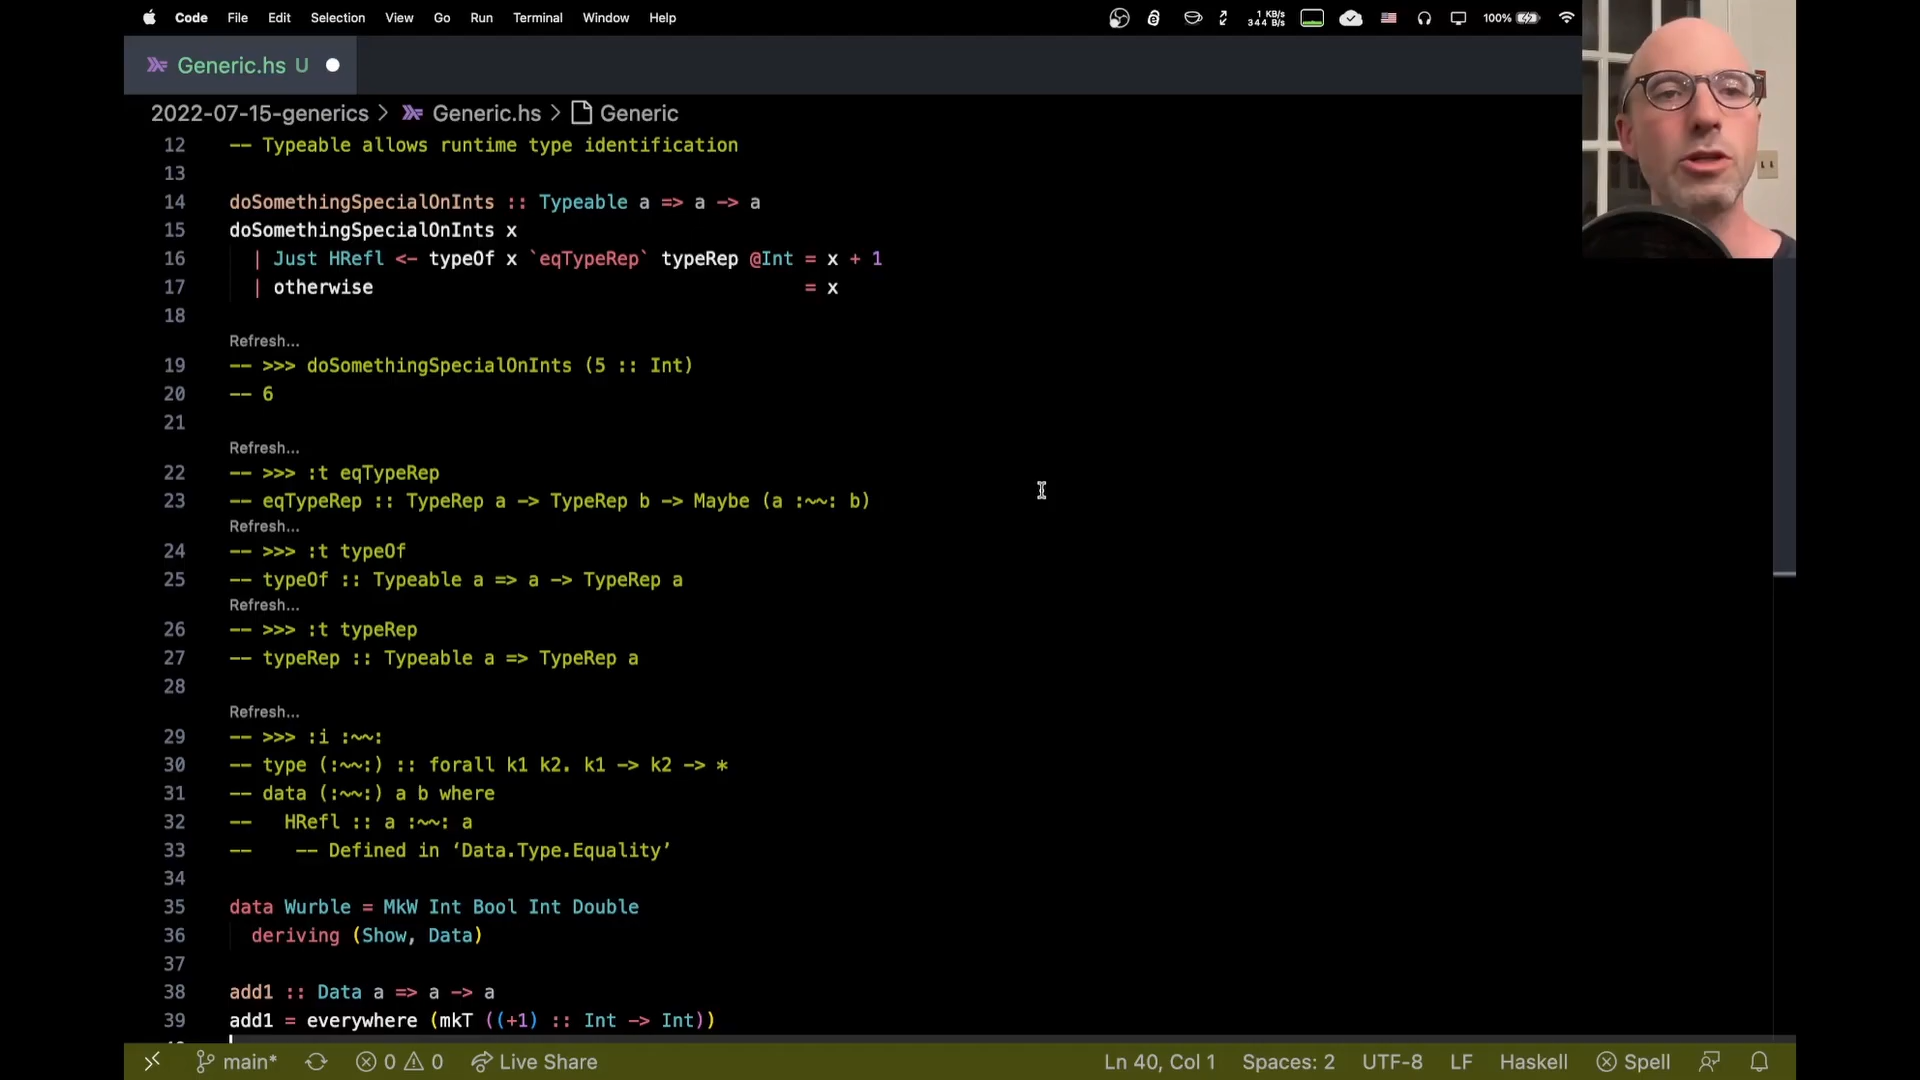 Code File Edit Selection View Go Run Terminal Window Help 1 KB/s 344 B/s 100%
Generic.hs U
2022-07-15-generics > Generic.hs > Generic
12 -- Typeable allows runtime type identification
13
14 doSomethingSpecialOnInts :: Typeable a => a -> a
15 doSomethingSpecialOnInts x
16 | Just HRefl <- typeOf x `eqTypeRep` typeRep @Int = x + 1
17 | otherwise = x
18
Refresh...
19 -- >>> doSomethingSpecialOnInts (5 :: Int)
20 -- 6
21
Refresh...
22 -- >>> :t eqTypeRep
23 -- eqTypeRep :: TypeRep a -> TypeRep b -> Maybe (a :~~: b)
Refresh...
24 -- >>> :t typeOf
25 -- typeOf :: Typeable a => a -> TypeRep a
Refresh...
26 -- >>> :t typeRep
27 -- typeRep :: Typeable a => TypeRep a
28
Refresh...
29 -- >>> :i :~~:
30 -- type (:~~:) :: forall k1 k2. k1 -> k2 -> *
31 -- data (:~~:) a b where
32 -- HRefl :: a :~~: a
33 -- -- Defined in ‘Data.Type.Equality’
34
35 data Wurble = MkW Int Bool Int Double
36 deriving (Show, Data)
37
38 add1 :: Data a => a -> a
39 add1 = everywhere (mkT ((+1) :: Int -> Int))
main* 0 0 Live Share Ln 40, Col 1 Spaces: 2 UTF-8 LF Haskell Spell